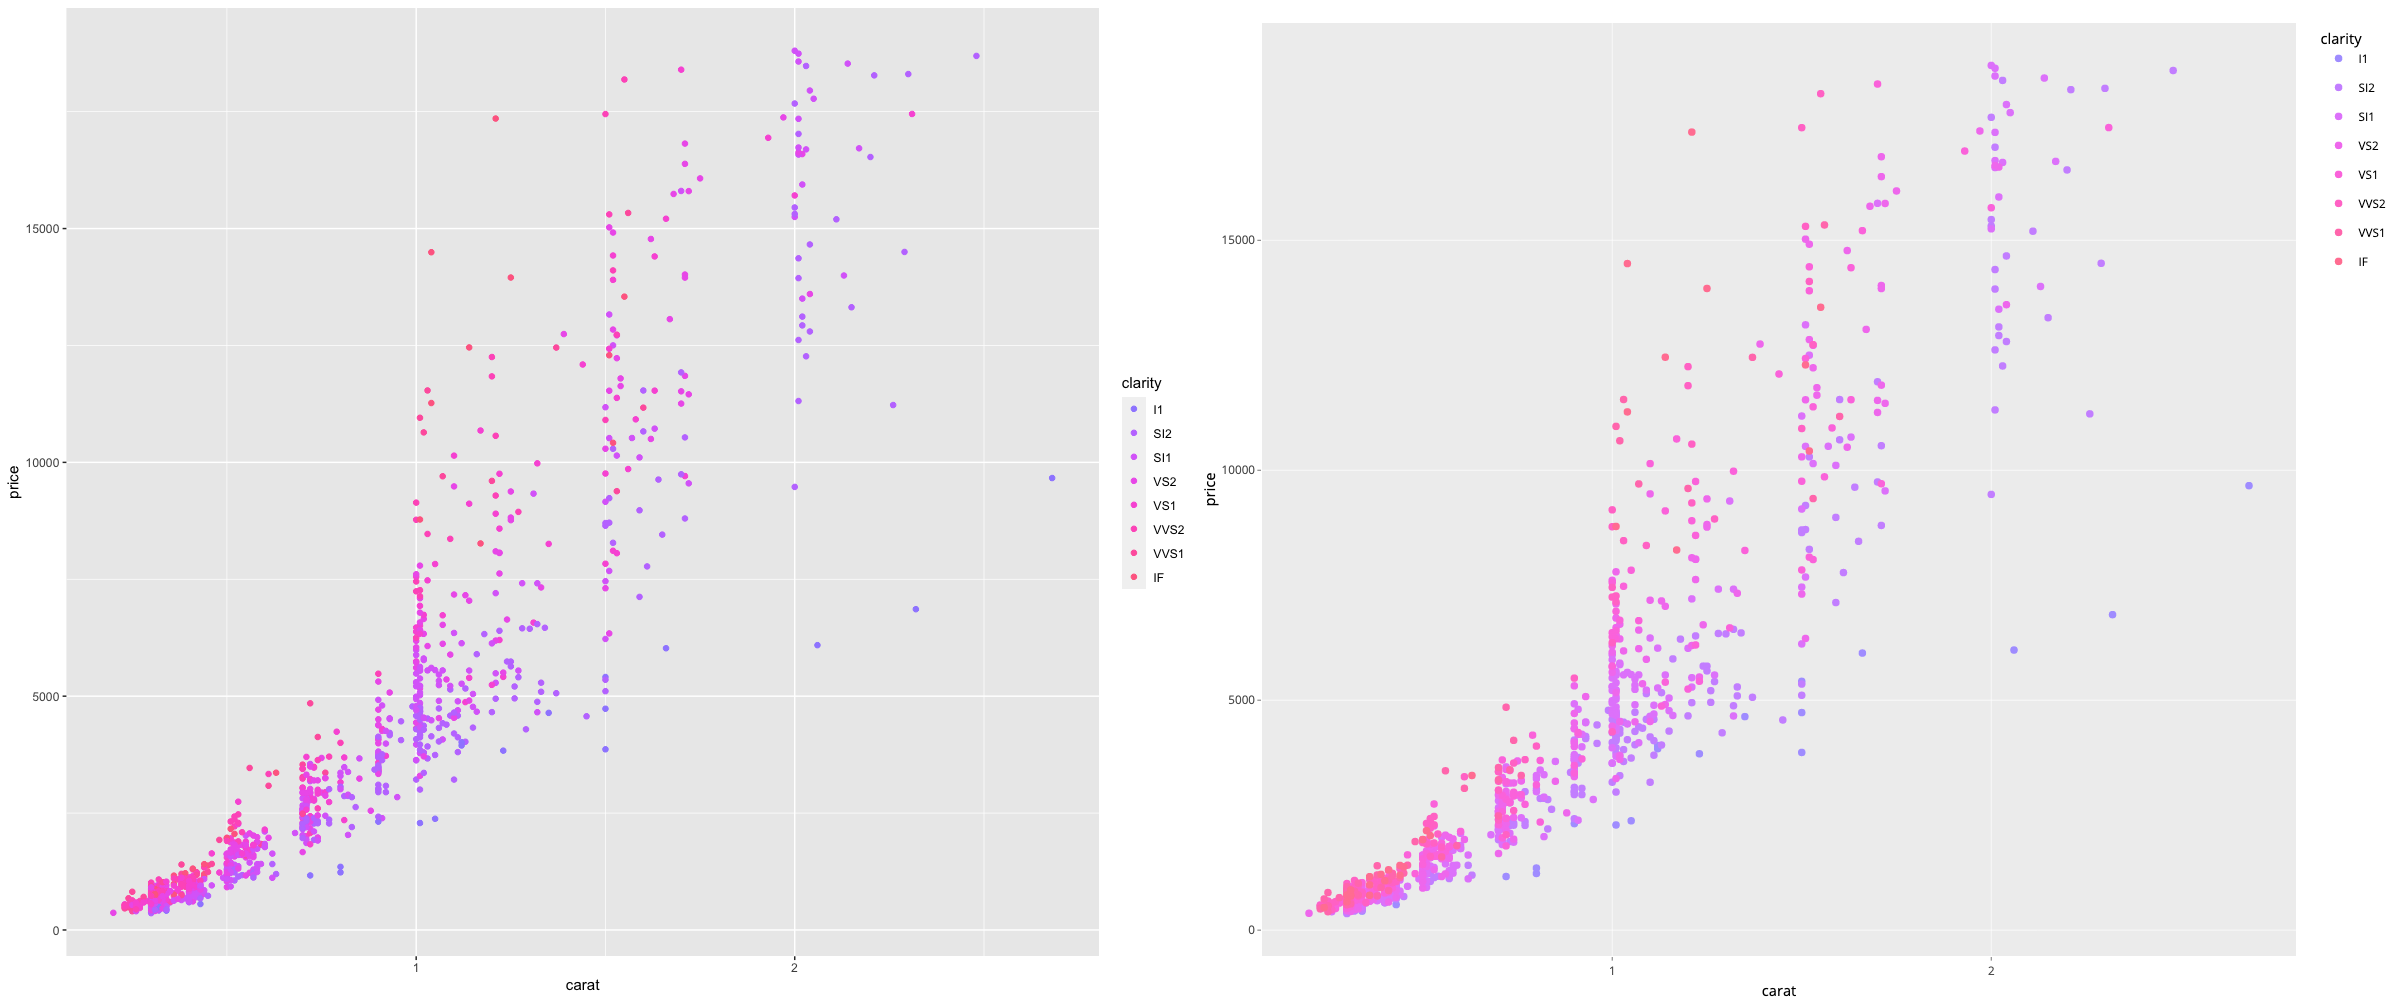 price
15000
10000
5000
0
1
2
carat
clarity
I1
SI2
SI1
VS2
VS1
VVS2
VVS1
IF
price
15000
10000
5000
0
1
2
carat
clarity
I1
SI2
SI1
VS2
VS1
VVS2
VVS1
IF